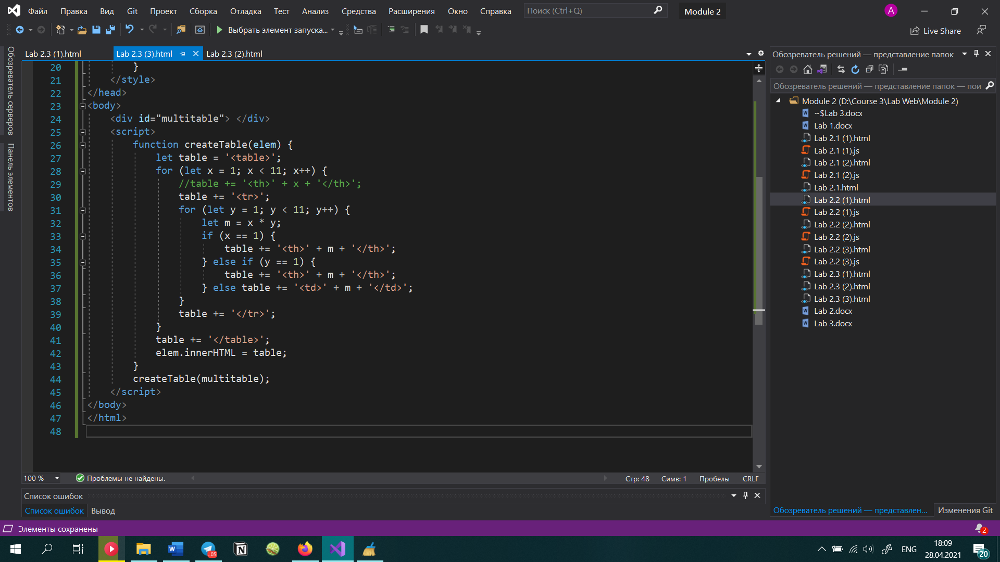 Файл Правка Вид Git Проект Сборка Отладка Тест Анализ Средства Расширения Окно Справка Поиск (Ctrl+Q) Module 2 A
Выбрать элемент запуска... Live Share
Обозреватель серверов
Панель элементов
Lab 2.3 (1).html Lab 2.3 (3).html Lab 2.3 (2).html
20 }
21 </style>
22 </head>
23 <body>
24 <div id="multitable"> </div>
25 <script>
26 function createTable(elem) {
27 let table = '<table>';
28 for (let x = 1; x < 11; x++) {
29 //table += '<th>' + x + '</th>';
30 table += '<tr>';
31 for (let y = 1; y < 11; y++) {
32 let m = x * y;
33 if (x == 1) {
34 table += '<th>' + m + '</th>';
35 } else if (y == 1) {
36 table += '<th>' + m + '</th>';
37 } else table += '<td>' + m + '</td>';
38 }
39 table += '</tr>';
40 }
41 table += '</table>';
42 elem.innerHTML = table;
43 }
44 createTable(multitable);
45 </script>
46 </body>
47 </html>
48
100 % Проблемы не найдены. Стр: 48 Симв: 1 Пробелы CRLF
Список ошибок
Список ошибок Вывод
Обозреватель решений — представление папок
Обозреватель решений — представление папок — пои
Module 2 (D:\Course 3\Lab Web\Module 2)
~$Lab 3.docx
Lab 1.docx
Lab 2.1 (1).html
Lab 2.1 (1).js
Lab 2.1 (2).html
Lab 2.1 (2).js
Lab 2.1.html
Lab 2.2 (1).html
Lab 2.2 (1).js
Lab 2.2 (2).html
Lab 2.2 (2).js
Lab 2.2 (3).html
Lab 2.2 (3).js
Lab 2.3 (1).html
Lab 2.3 (2).html
Lab 2.3 (3).html
Lab 2.docx
Lab 3.docx
Обозреватель решений — представлен... Изменения Git
Элементы сохранены 2
..05 ENG 18:09
28.04.2021 20